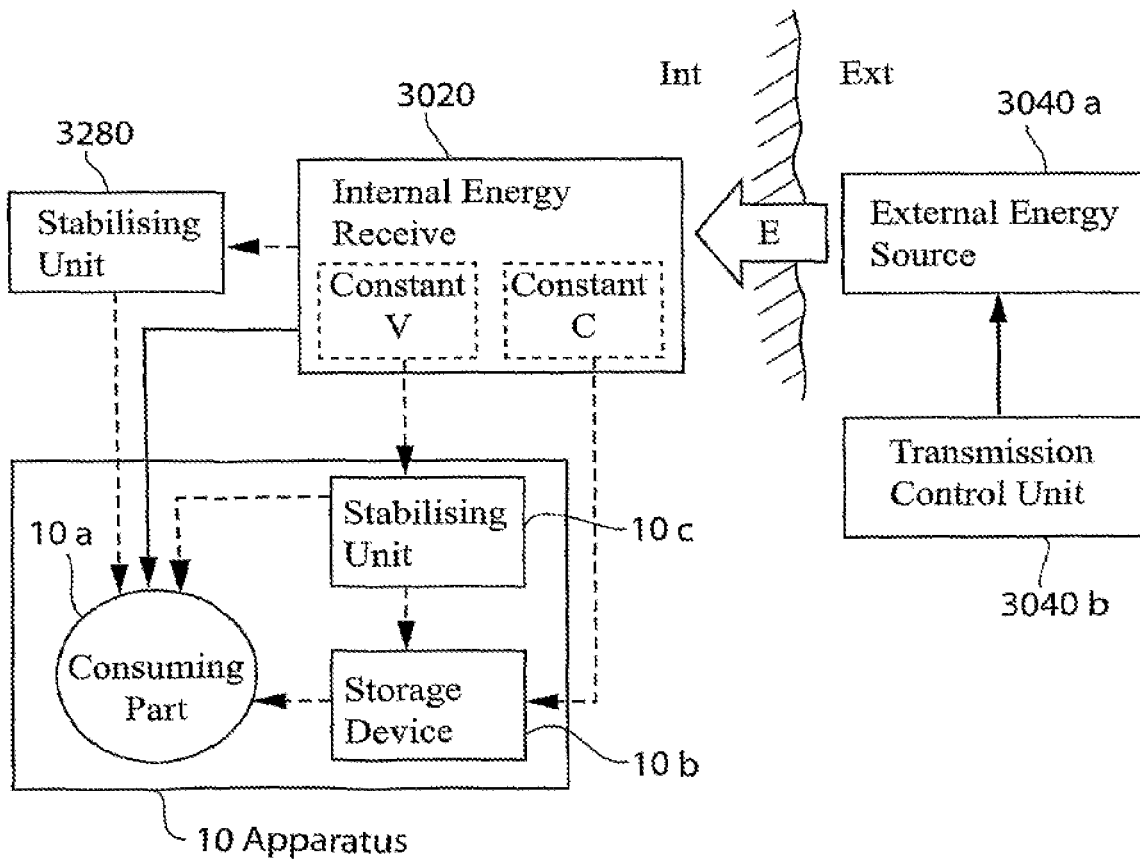 Int
Ext
3020
3040 a
3280
Internal Energy
Receive
Stabilising
Unit
External Energy
Source
E
Constant
V
Constant
C
Transmission
Control Unit
Stabilising
Unit
10 a
10 c
3040 b
Consuming
Part
Storage
Device
10 b
10 Apparatus